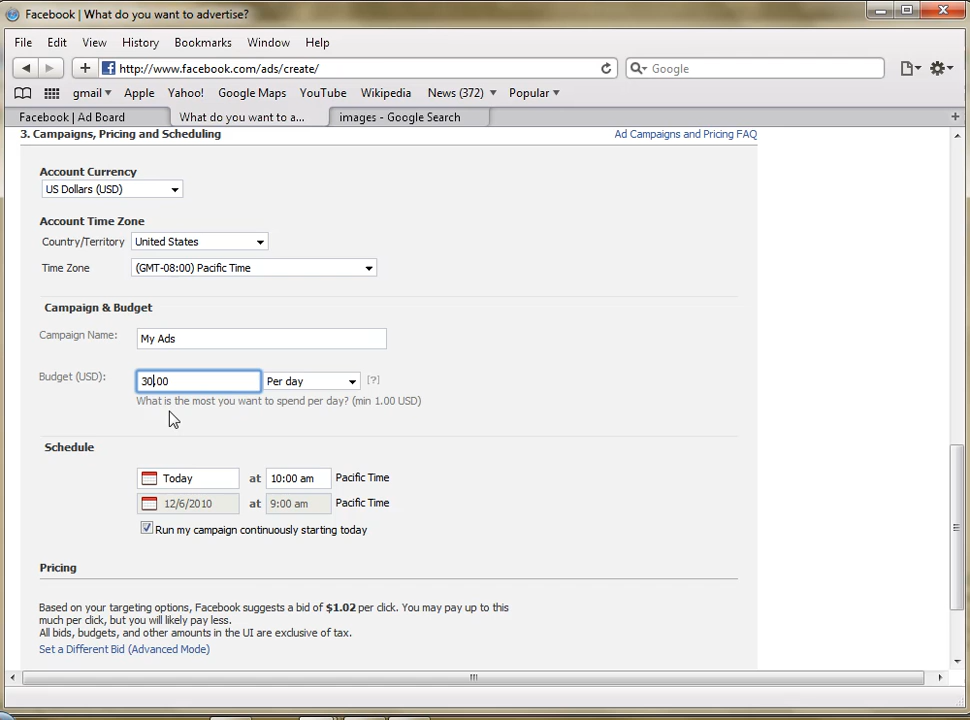 Facebook | What do you want to advertise?
File Edit View History Bookmarks Window Help
http://www.facebook.com/ads/create/ Google
gmail Apple Yahoo! Google Maps YouTube Wikipedia News (372) Popular
Facebook | Ad Board What do you want to a... images - Google Search
3. Campaigns, Pricing and Scheduling Ad Campaigns and Pricing FAQ
Account Currency
US Dollars (USD)
Account Time Zone
Country/Territory United States
Time Zone (GMT-08:00) Pacific Time
Campaign & Budget
Campaign Name: My Ads
Budget (USD): 30.00 Per day [?]
What is the most you want to spend per day? (min 1.00 USD)
Schedule
Today at 10:00 am Pacific Time
12/6/2010 at 9:00 am Pacific Time
Run my campaign continuously starting today
Pricing
Based on your targeting options, Facebook suggests a bid of $1.02 per click. You may pay up to this
much per click, but you will likely pay less.
All bids, budgets, and other amounts in the UI are exclusive of tax.
Set a Different Bid (Advanced Mode)